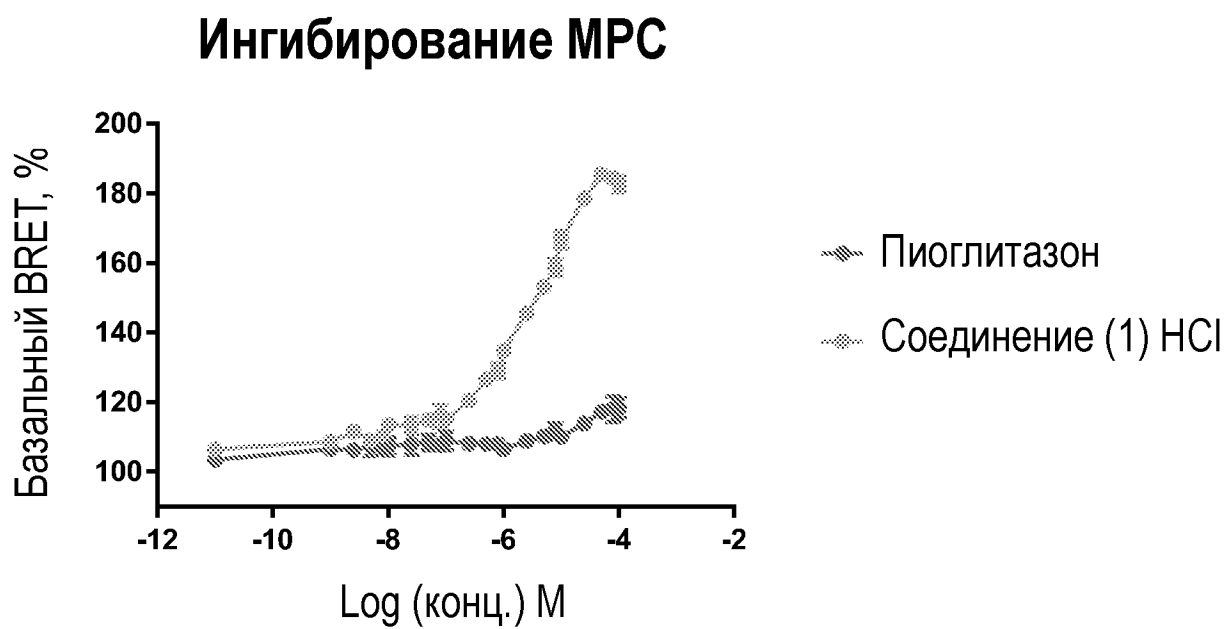 Ингибирование MPC
Базальный BRET, %
200
180
160
140
120
100
-12
-10
-8
-6
-4
-2
Log (конц.) М
Пиоглитазон
Соединение (1) HCl